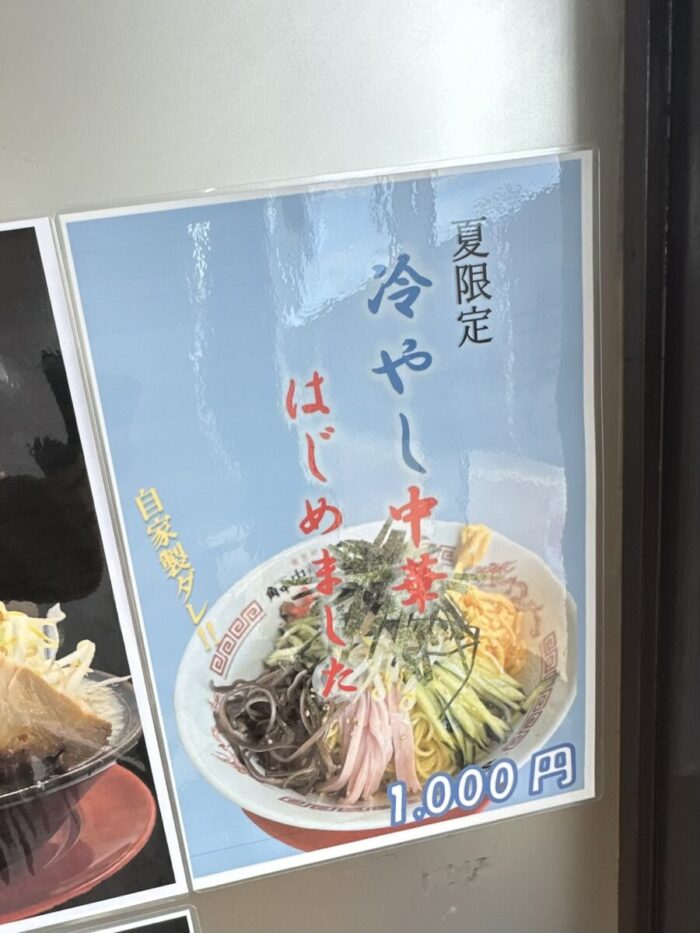 夏限定
冷やし中華
はじめました
自家製ダレ!!
1,000円